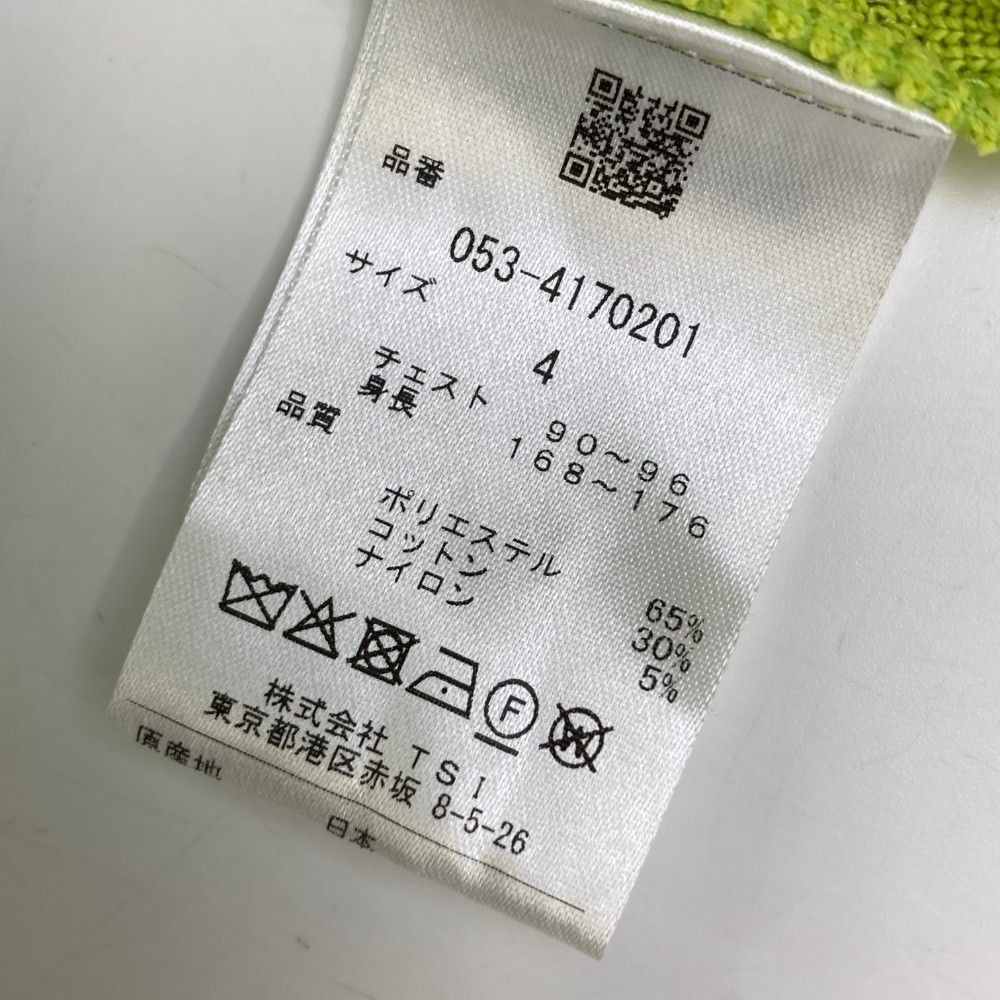 品番
053-4170201
サイズ
4
チェスト 90~96
身長 168~176
品質
ポリエステル 65%
コットン 30%
ナイロン 5%
F
W
株式会社 TSI
東京都港区赤坂 8-5-26
原産地
日本